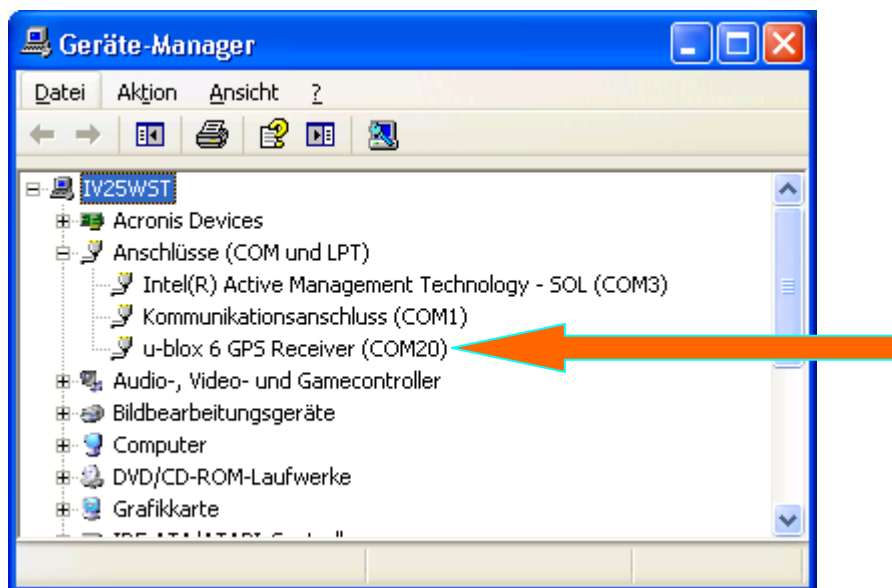 Geräte-Manager
Datei Aktion Ansicht ?
IV25WST
Acronis Devices
Anschlüsse (COM und LPT)
Intel(R) Active Management Technology - SOL (COM3)
Kommunikationsanschluss (COM1)
u-blox 6 GPS Receiver (COM20)
Audio-, Video- und Gamecontroller
Bildbearbeitungsgeräte
Computer
DVD/CD-ROM-Laufwerke
Grafikkarte